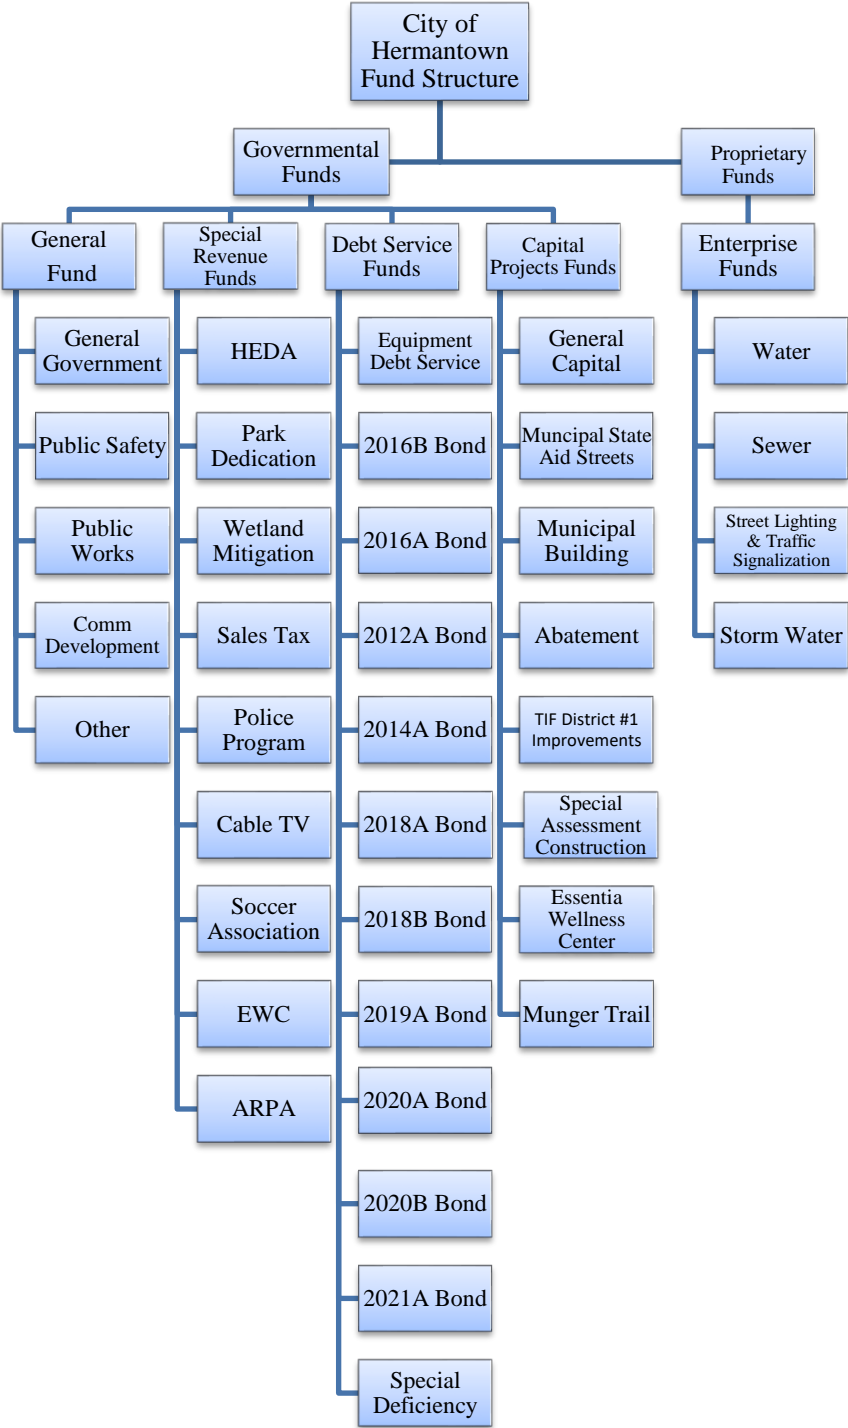 City of
Hermantown
Fund Structure
Governmental
Funds
Proprietary
Funds
General
Fund
Special
Revenue
Funds
Debt Service
Funds
Capital
Projects Funds
Enterprise
Funds
General
Government
Public Safety
Public
Works
Comm
Development
Other
HEDA
Park
Dedication
Wetland
Mitigation
Sales Tax
Police
Program
Cable TV
Soccer
Association
EWC
ARPA
Equipment
Debt Service
2016B Bond
2016A Bond
2012A Bond
2014A Bond
2018A Bond
2018B Bond
2019A Bond
2020A Bond
2020B Bond
2021A Bond
Special
Deficiency
General
Capital
Muncipal State
Aid Streets
Municipal
Building
Abatement
TIF District #1
Improvements
Special
Assessment
Construction
Essentia
Wellness
Center
Munger Trail
Water
Sewer
Street Lighting
& Traffic
Signalization
Storm Water